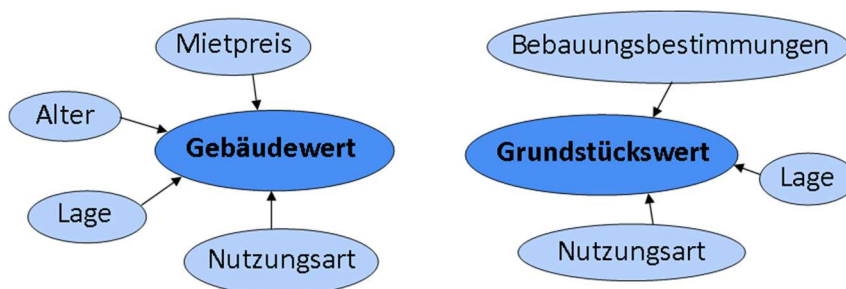 Mietpreis
Alter
Gebäudewert
Lage
Nutzungsart
Bebauungsbestimmungen
Grundstückswert
Lage
Nutzungsart